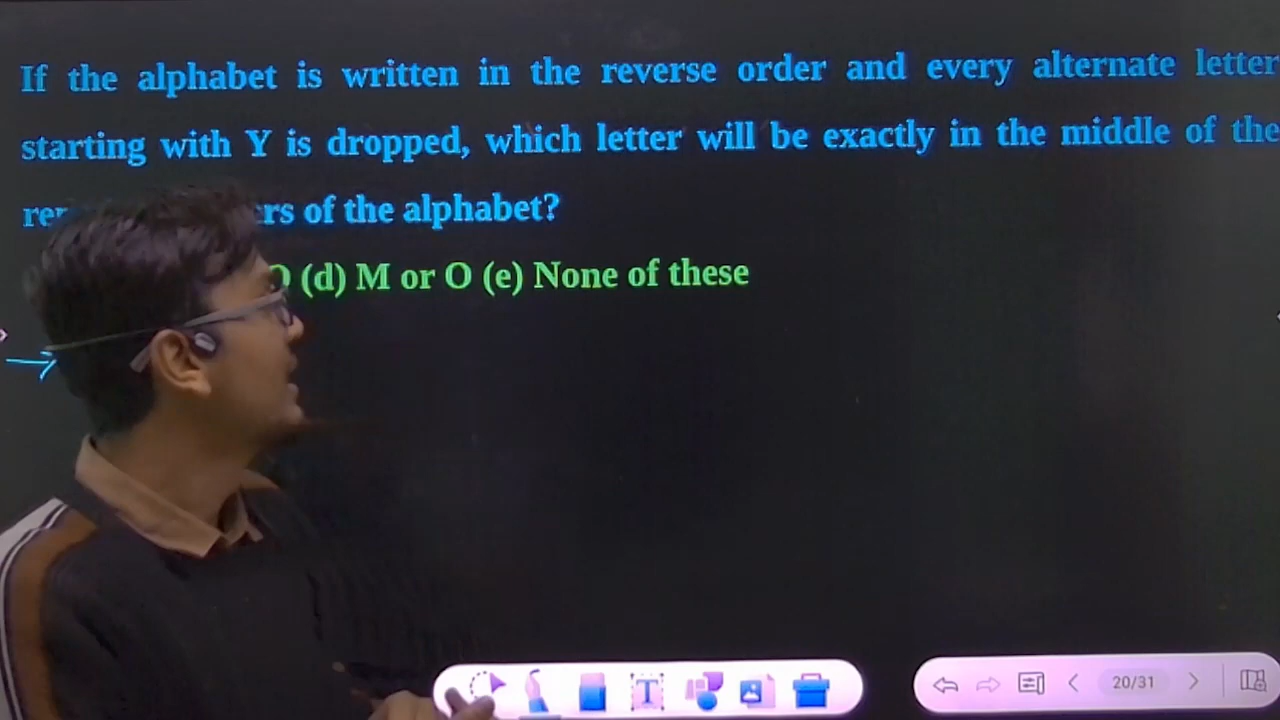 If the alphabet is written in the reverse order and every alternate letter
starting with Y is dropped, which letter will be exactly in the middle of the
of the alphabet?
(d) M or O (e) None of these
20/31